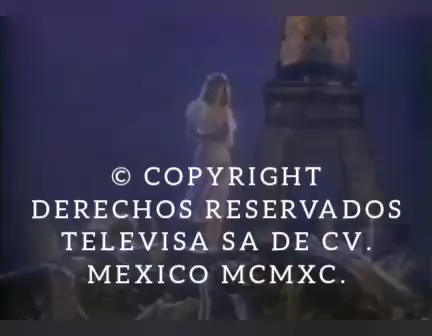 © COPYRIGHT
DERECHOS RESERVADOS
TELEVISA SA DE CV.
MEXICO MCMXC.